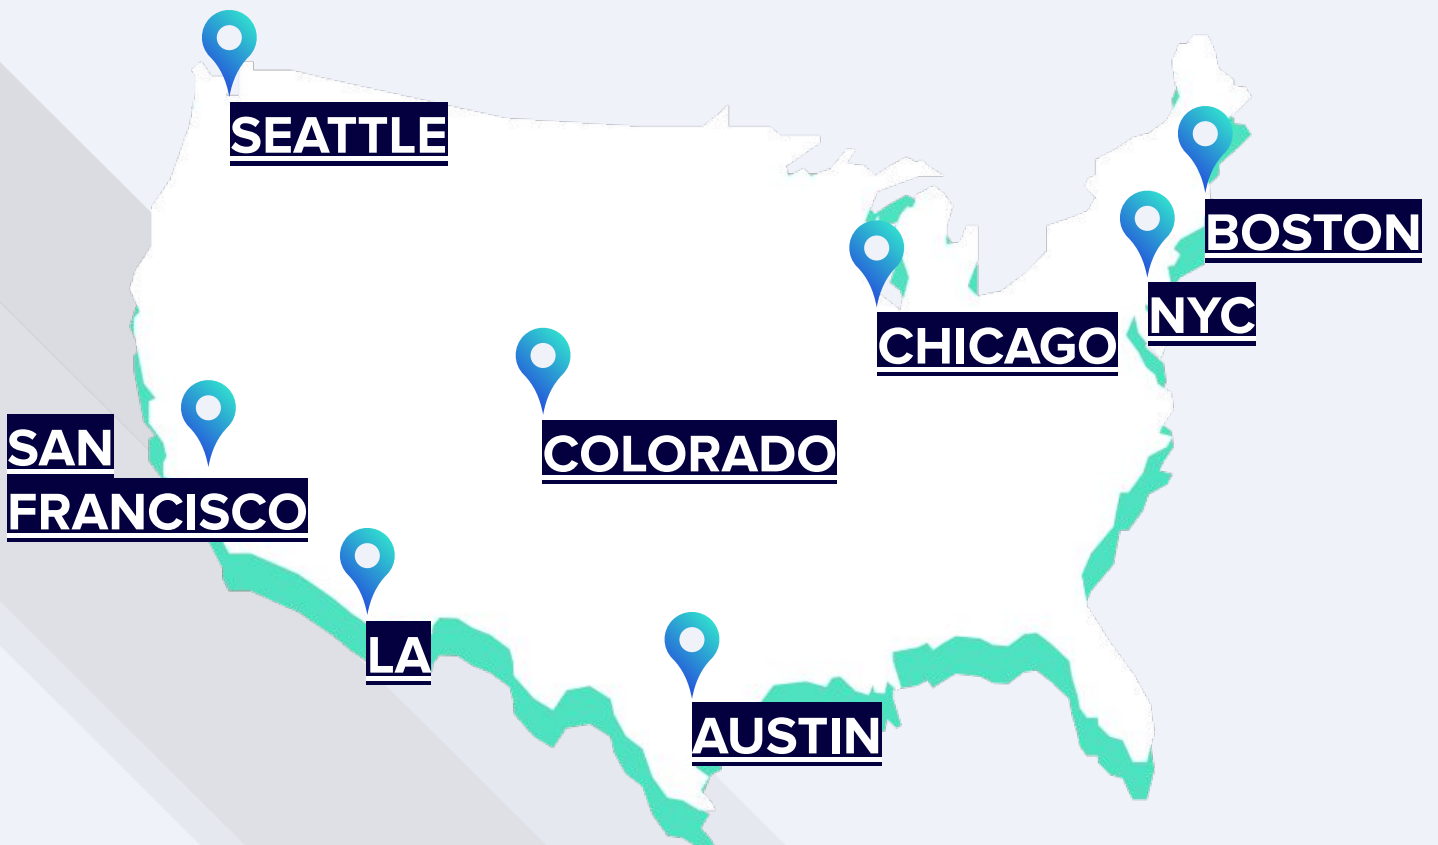 SEATTLE
BOSTON
NYC
CHICAGO
COLORADO
SAN
FRANCISCO
LA
AUSTIN